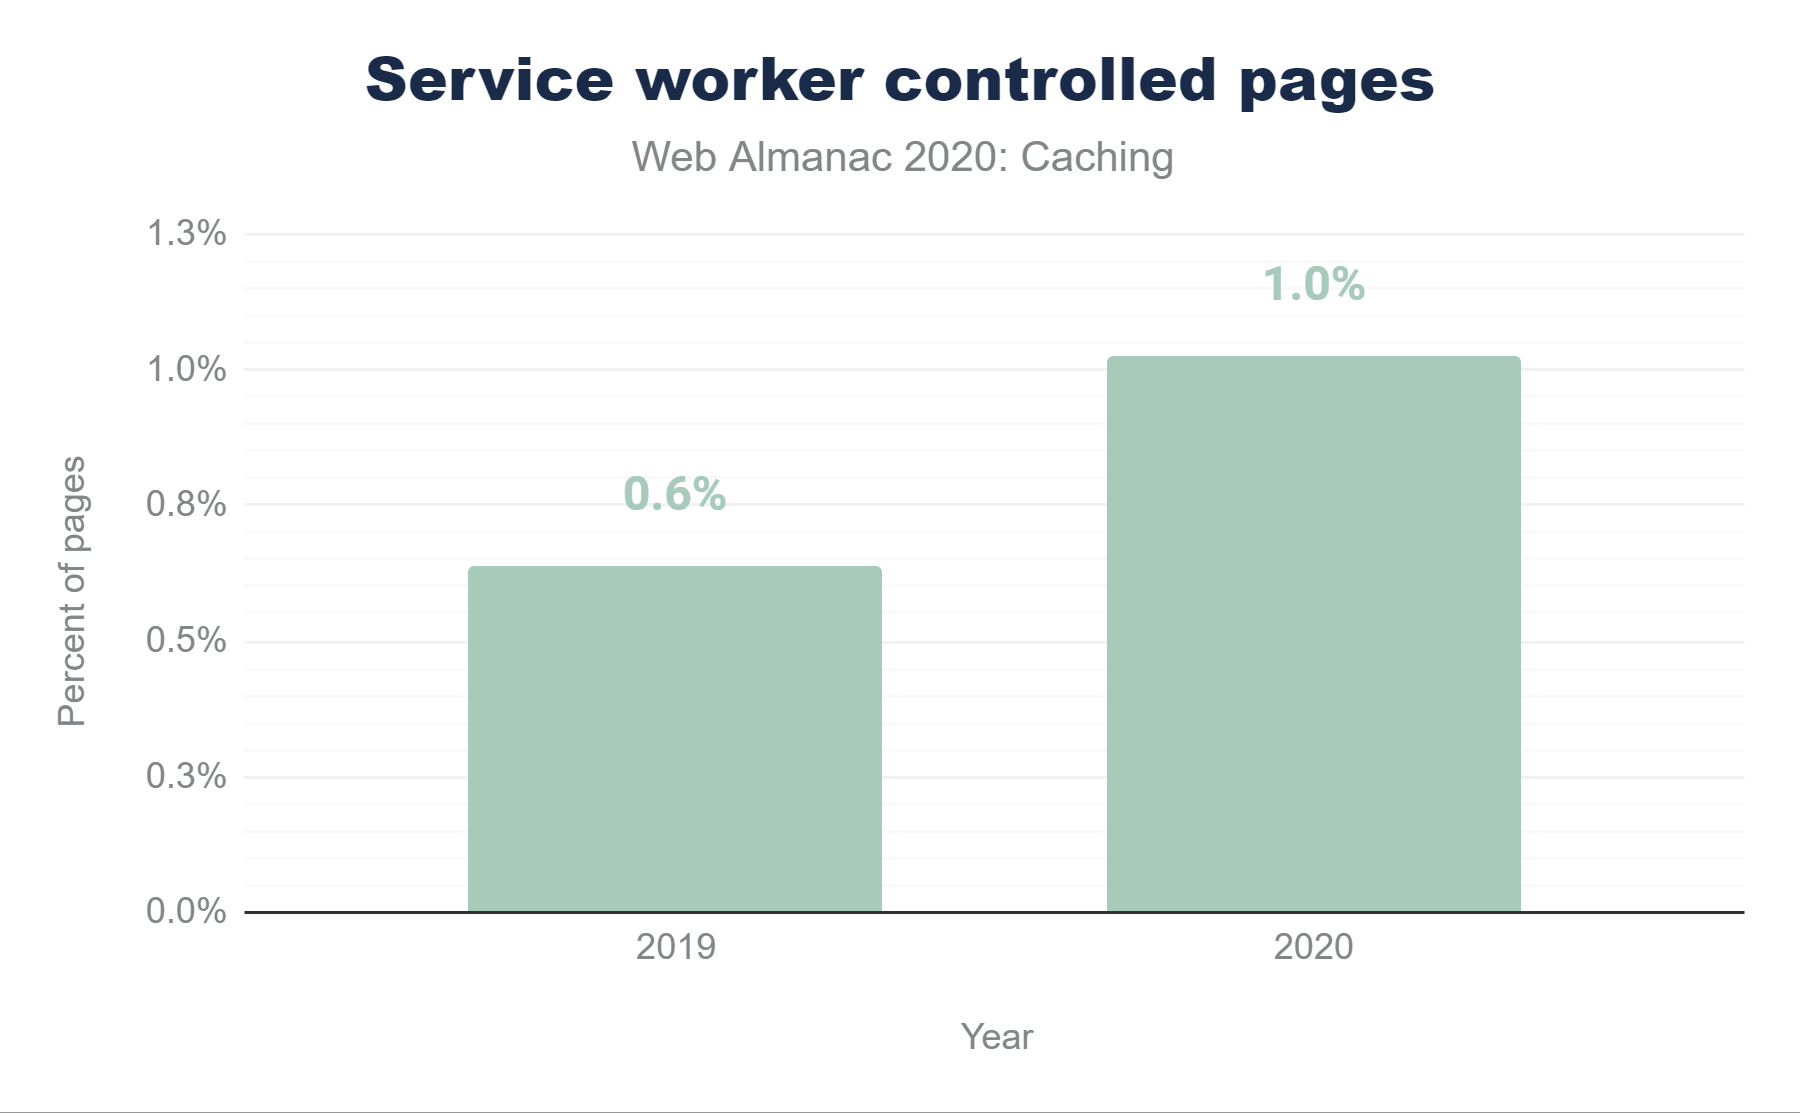 Service worker controlled pages
Web Almanac 2020: Caching
Percent of pages
1.3%
1.0%
0.8%
0.5%
0.3%
0.0%
0.6%
1.0%
2019
2020
Year